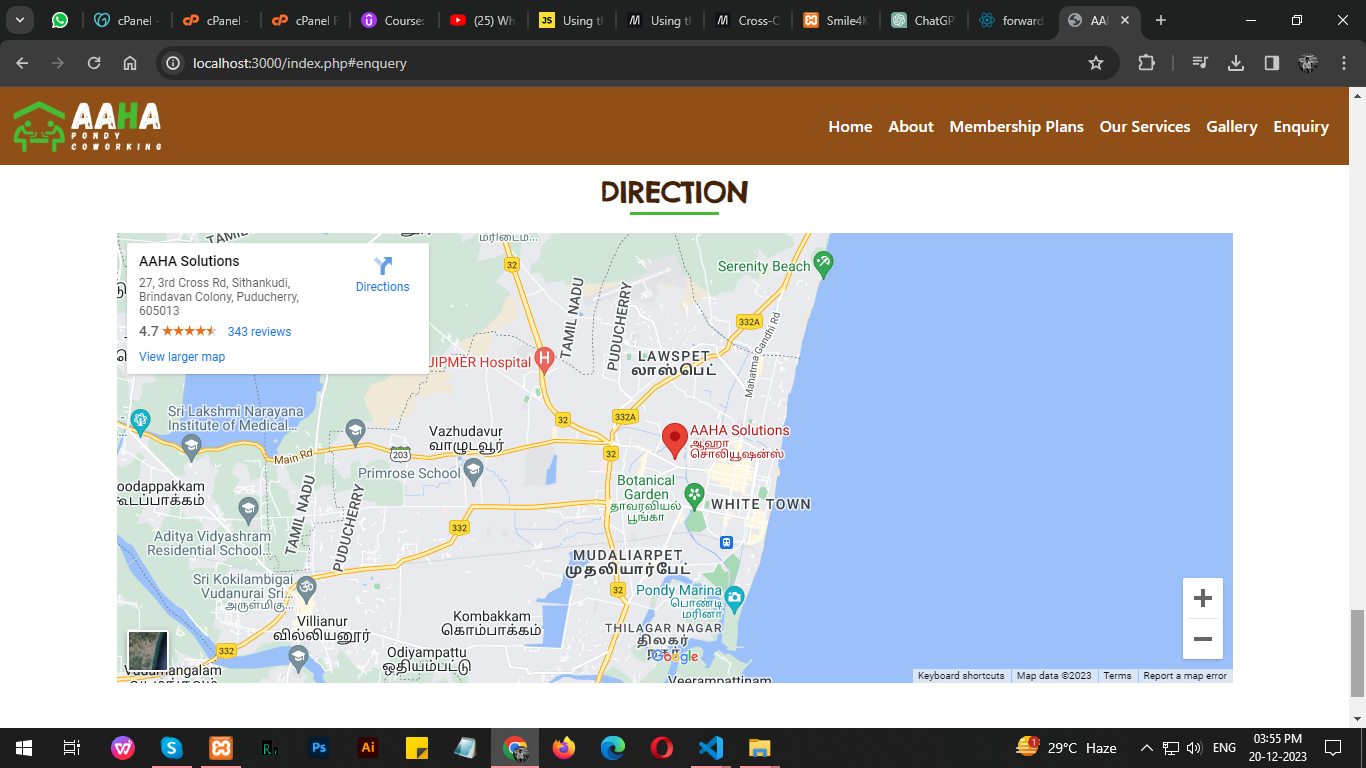 cPanel -
cPanel -
cPanel F
Course:
(25) Wh
JS
Using th
Using th
Cross-O
Smile4K
ChatGP
forward
AAI
localhost:3000/index.php#enquery
AAHA
PONDY
COWORKING
Home About Membership Plans Our Services Gallery Enquiry
DIRECTION
AAHA Solutions
27, 3rd Cross Rd, Sithankudi,
Brindavan Colony, Puducherry,
605013
Directions
4.7 343 reviews
View larger map
TAMIL NADU
32
Serenity Beach
332A
TAMIL NADU
PUDUCHERRY
Mahatma Gandhi Rd
LAWSPET
லாஸ்பெட்
JIPMER Hospital
H
Sri Lakshmi Narayana
Institute of Medical...
32
332A
Vazhudavur
வாழுடவூர்
AAHA Solutions
ஆஹா
சொலியூஷன்ஸ்
Main Rd
203
32
Primrose School
Botanical
Garden
தாவரவியல்
பூங்கா
WHITE TOWN
oodappakkam
கூடப்பாக்கம்
TAMIL NADU
PUDUCHERRY
Aditya Vidyashram
Residential School...
332
MUDALIARPET
முதலியார்பேட்
Sri Kokilambigai
Vudanurai Sri...
அருள்மிகு...
32
Pondy Marina
பொண்டி
மரினா
Villianur
வில்லியனூர்
Kombakkam
கொம்பாக்கம்
THILAGAR NAGAR
திலகர்
நகர்
Google
332
Odiyampattu
ஒதியம்பட்டு
Veerampattinam
Keyboard shortcuts Map data ©2023 Terms Report a map error
W
S
Ps
Ai
1
29°C Haze
ENG
03:55 PM
20-12-2023